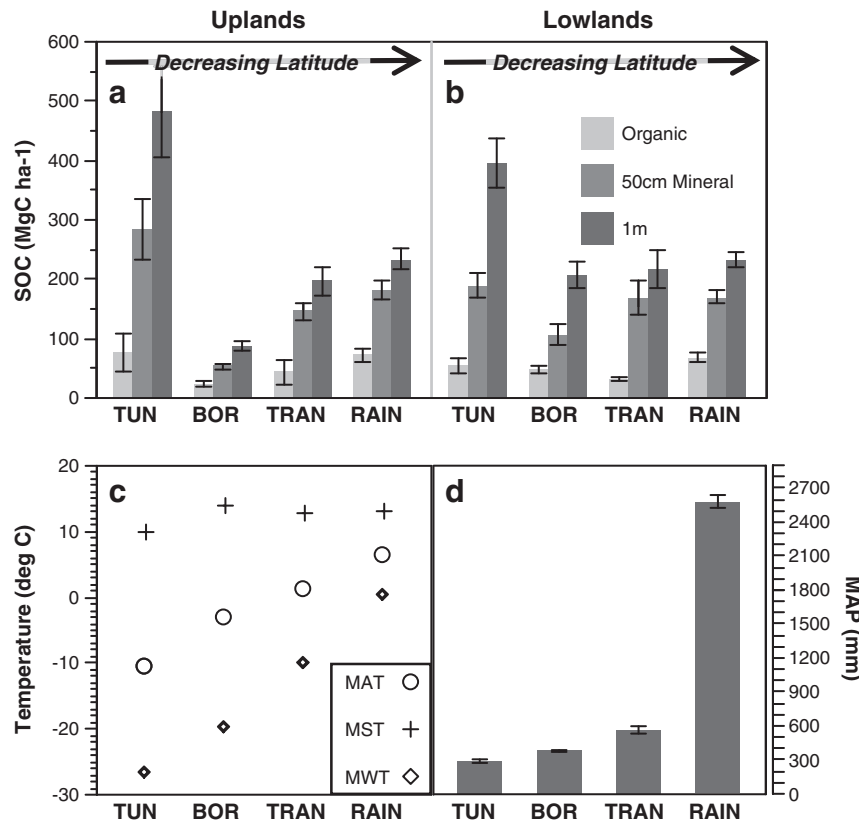 Uplands
Lowlands
600
500
400
300
200
100
0
SOC (MgC ha-1)
Decreasing Latitude
a
Decreasing Latitude
b
Organic
50cm Mineral
1m
TUN
BOR
TRAN
RAIN
TUN
BOR
TRAN
RAIN
20
10
0
-10
-20
-30
Temperature (deg C)
c
MAT
MST
MWT
d
2700
2400
2100
1800
1500
1200
900
600
300
0
MAP (mm)
TUN
BOR
TRAN
RAIN
TUN
BOR
TRAN
RAIN